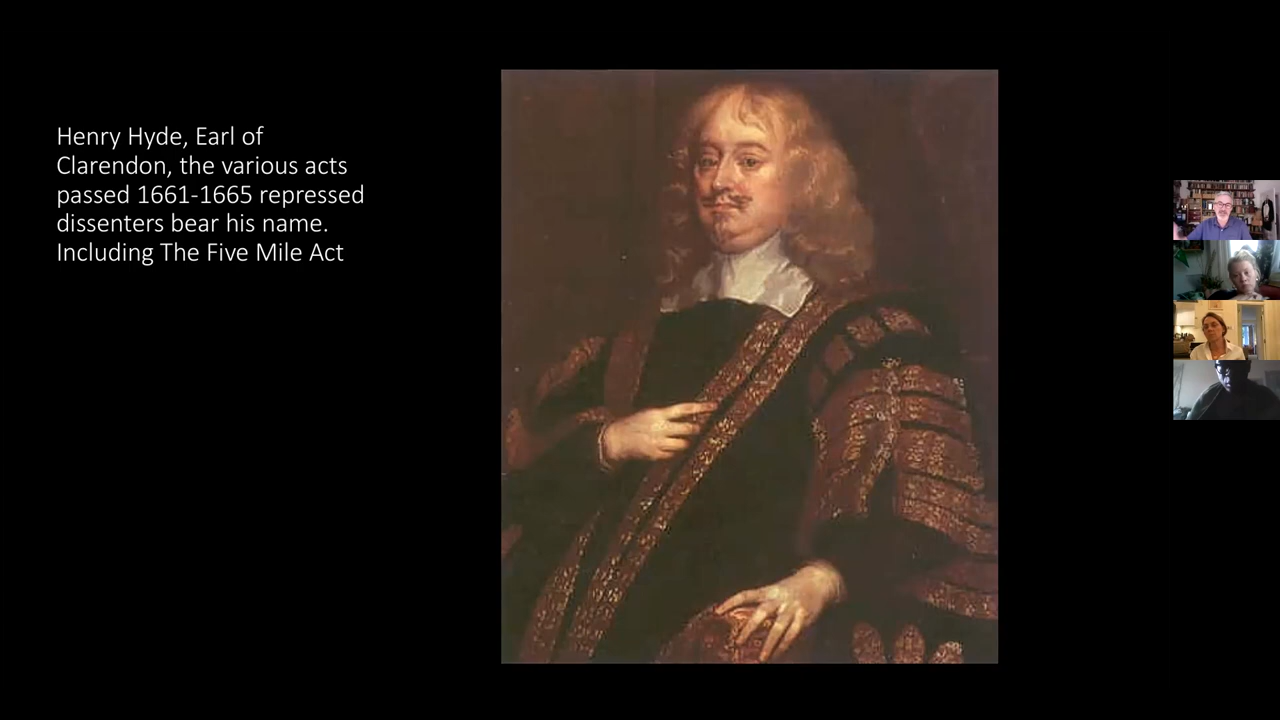 Henry Hyde, Earl of
Clarendon, the various acts
passed 1661-1665 repressed
dissenters bear his name.
Including The Five Mile Act